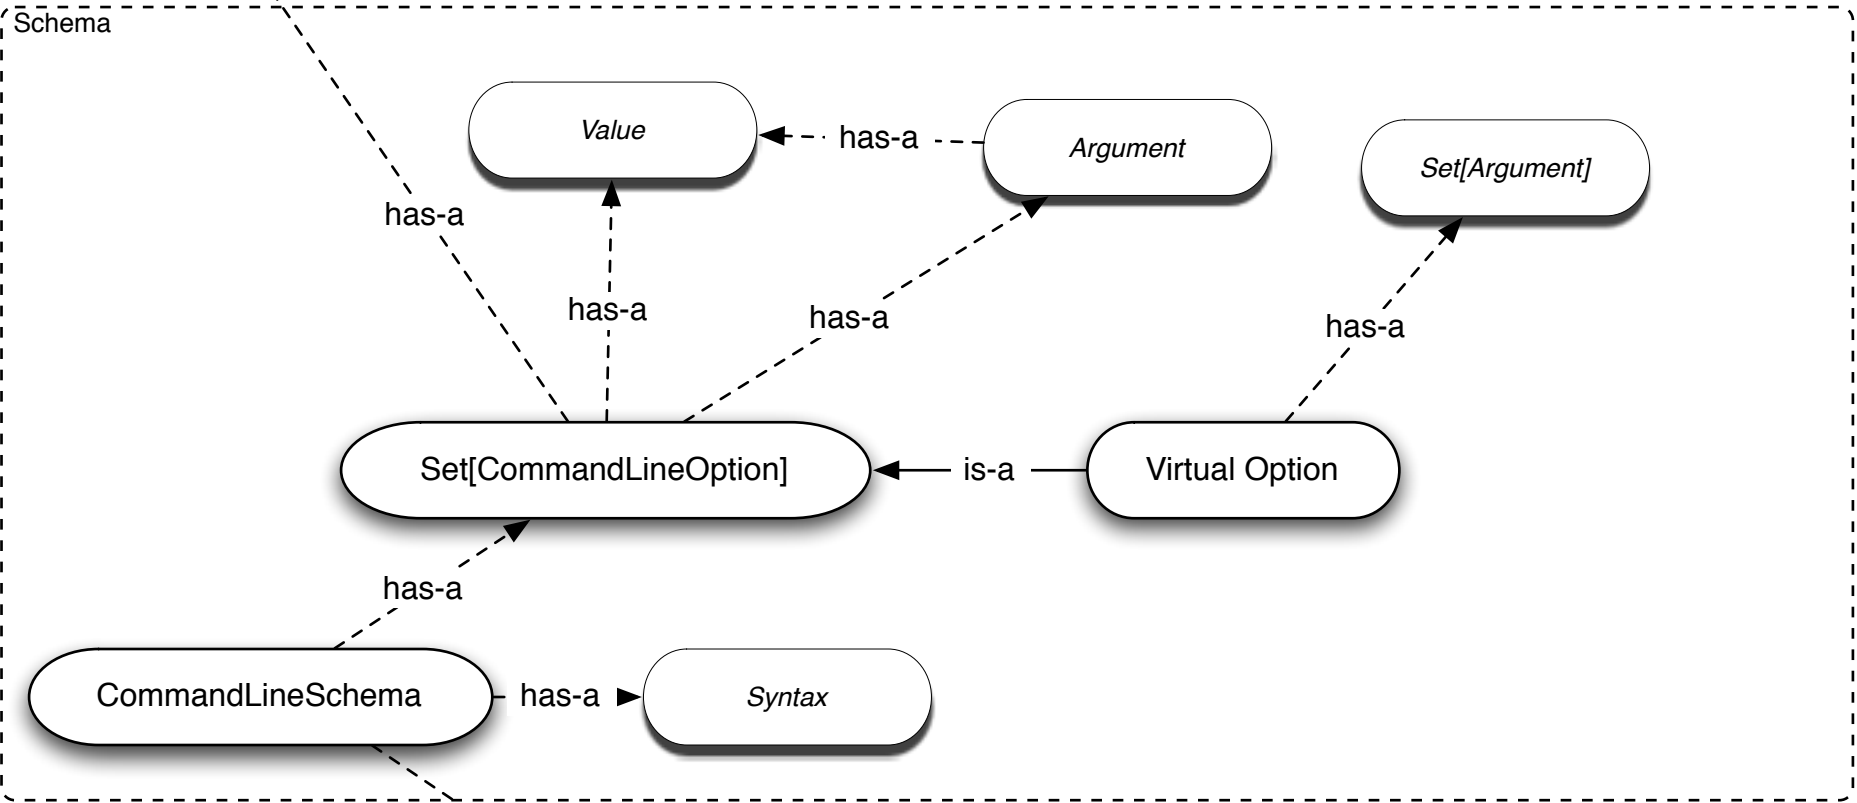 Schema
Value
has-a
Argument
Set[Argument]
has-a
has-a
has-a
has-a
Set[CommandLineOption]
is-a
Virtual Option
has-a
CommandLineSchema
has-a
Syntax